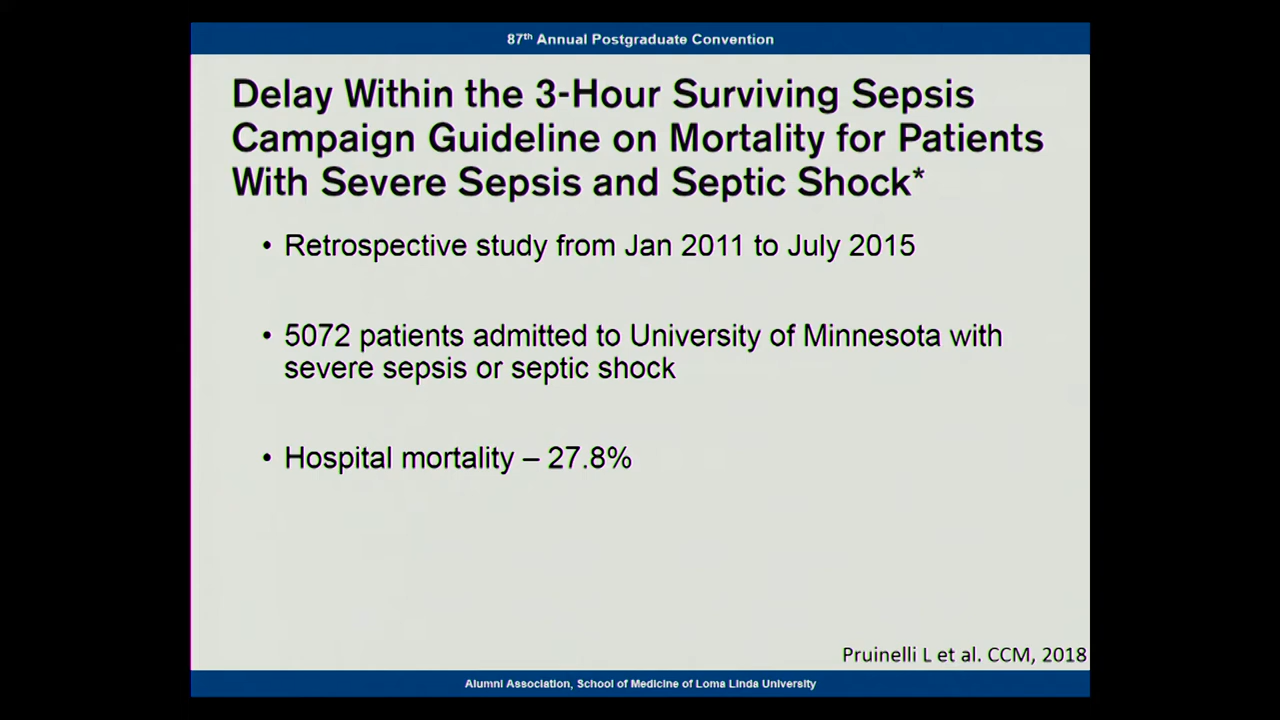 87th Annual Postgraduate Convention
Delay Within the 3-Hour Surviving Sepsis
Campaign Guideline on Mortality for Patients
With Severe Sepsis and Septic Shock*
• Retrospective study from Jan 2011 to July 2015
• 5072 patients admitted to University of Minnesota with
severe sepsis or septic shock
• Hospital mortality – 27.8%
Pruinelli L et al. CCM, 2018
Alumni Association, School of Medicine of Loma Linda University